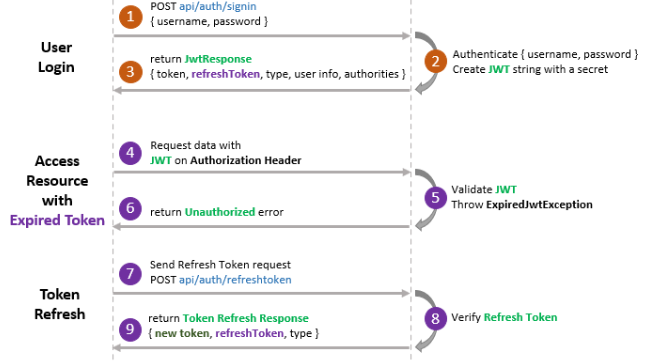 User
Login
1
POST api/auth/signin
{ username, password }
2
Authenticate { username, password }
Create JWT string with a secret
3
return JwtResponse
{ token, refreshToken, type, user info, authorities }
Access
Resource
with
Expired Token
4
Request data with
JWT on Authorization Header
5
Validate JWT
Throw ExpiredJwtException
6
return Unauthorized error
Token
Refresh
7
Send Refresh Token request
POST api/auth/refreshtoken
8
Verify Refresh Token
9
return Token Refresh Response
{ new token, refreshToken, type }